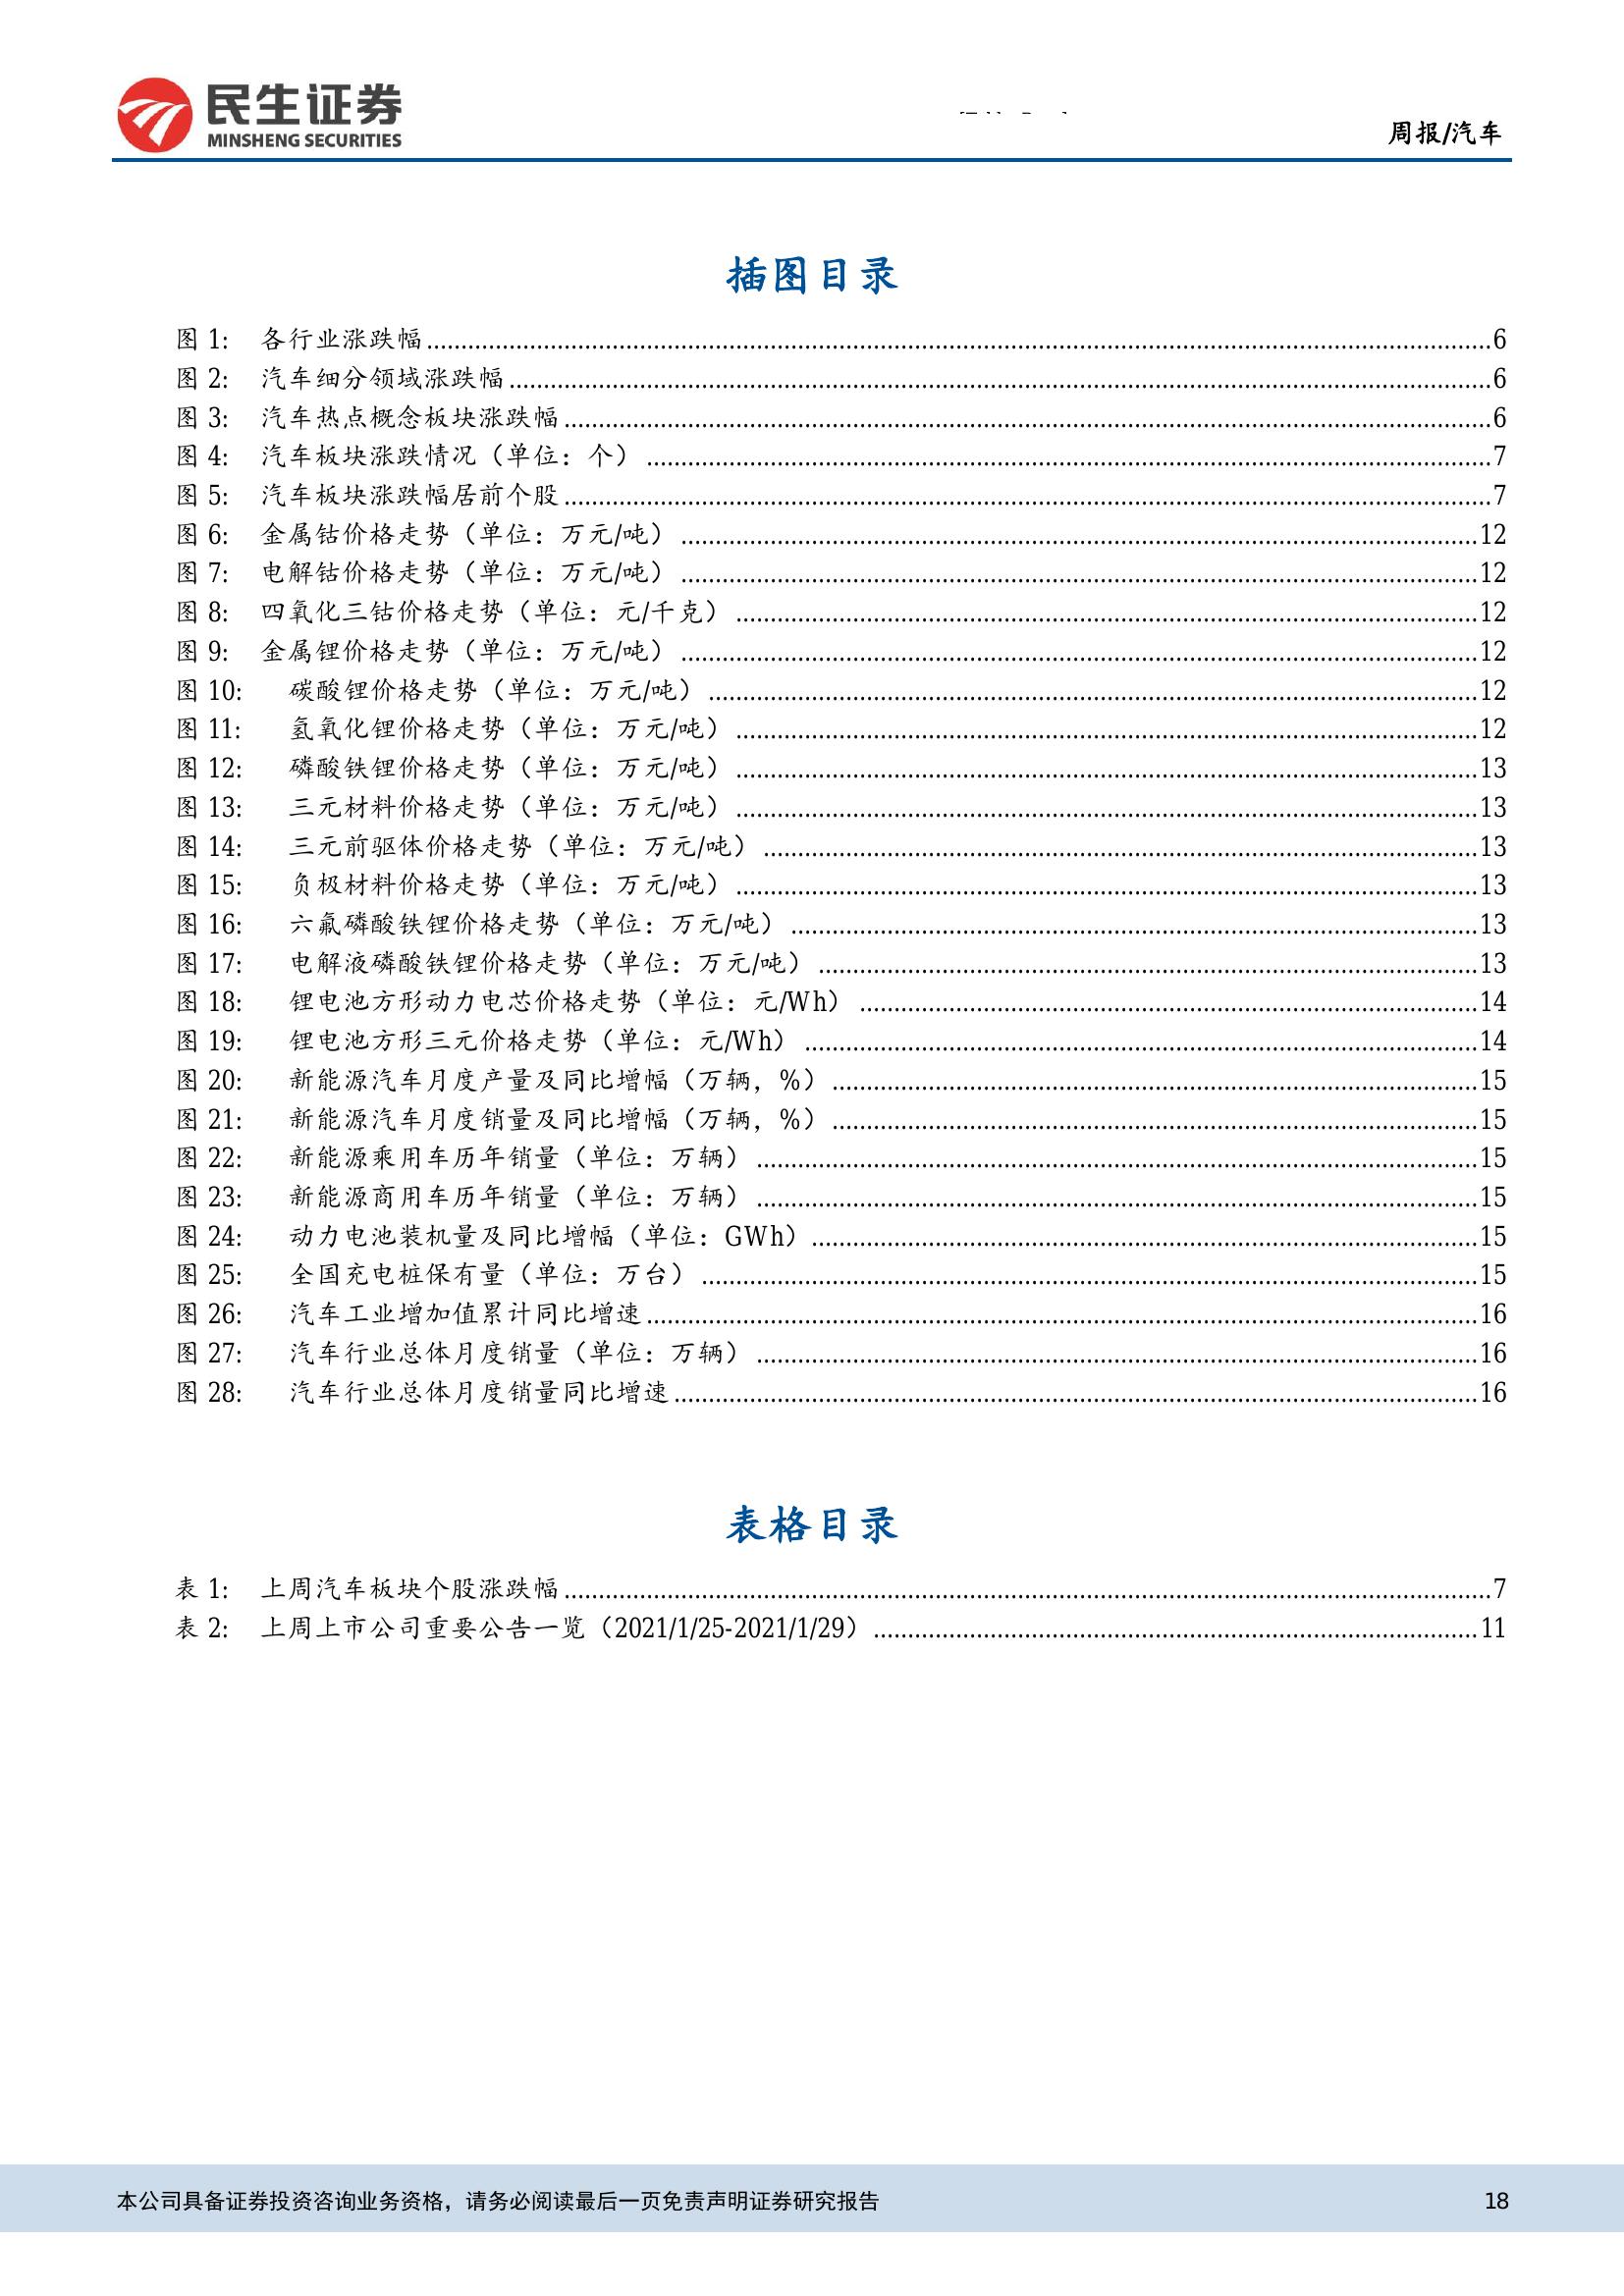 民生证券
MINSHENG SECURITIES
周报/汽车
插图目录
图 1: 各行业涨跌幅........6
图 2: 汽车细分领域涨跌幅........6
图 3: 汽车热点概念板块涨跌幅........6
图 4: 汽车板块涨跌情况（单位：个）........7
图 5: 汽车板块涨跌幅居前个股........7
图 6: 金属钴价格走势（单位：万元/吨）........12
图 7: 电解钴价格走势（单位：万元/吨）........12
图 8: 四氧化三钴价格走势（单位：元/千克）........12
图 9: 金属锂价格走势（单位：万元/吨）........12
图 10: 碳酸锂价格走势（单位：万元/吨）........12
图 11: 氢氧化锂价格走势（单位：万元/吨）........12
图 12: 磷酸铁锂价格走势（单位：万元/吨）........13
图 13: 三元材料价格走势（单位：万元/吨）........13
图 14: 三元前驱体价格走势（单位：万元/吨）........13
图 15: 负极材料价格走势（单位：万元/吨）........13
图 16: 六氟磷酸铁锂价格走势（单位：万元/吨）........13
图 17: 电解液磷酸铁锂价格走势（单位：万元/吨）........13
图 18: 锂电池方形动力电芯价格走势（单位：元/Wh）........14
图 19: 锂电池方形三元价格走势（单位：元/Wh）........14
图 20: 新能源汽车月度产量及同比增幅（万辆，%）........15
图 21: 新能源汽车月度销量及同比增幅（万辆，%）........15
图 22: 新能源乘用车历年销量（单位：万辆）........15
图 23: 新能源商用车历年销量（单位：万辆）........15
图 24: 动力电池装机量及同比增幅（单位：GWh）........15
图 25: 全国充电桩保有量（单位：万台）........15
图 26: 汽车工业增加值累计同比增速........16
图 27: 汽车行业总体月度销量（单位：万辆）........16
图 28: 汽车行业总体月度销量同比增速........16
表格目录
表 1: 上周汽车板块个股涨跌幅........7
表 2: 上周上市公司重要公告一览（2021/1/25-2021/1/29）........11
本公司具备证券投资咨询业务资格，请务必阅读最后一页免责声明证券研究报告 18